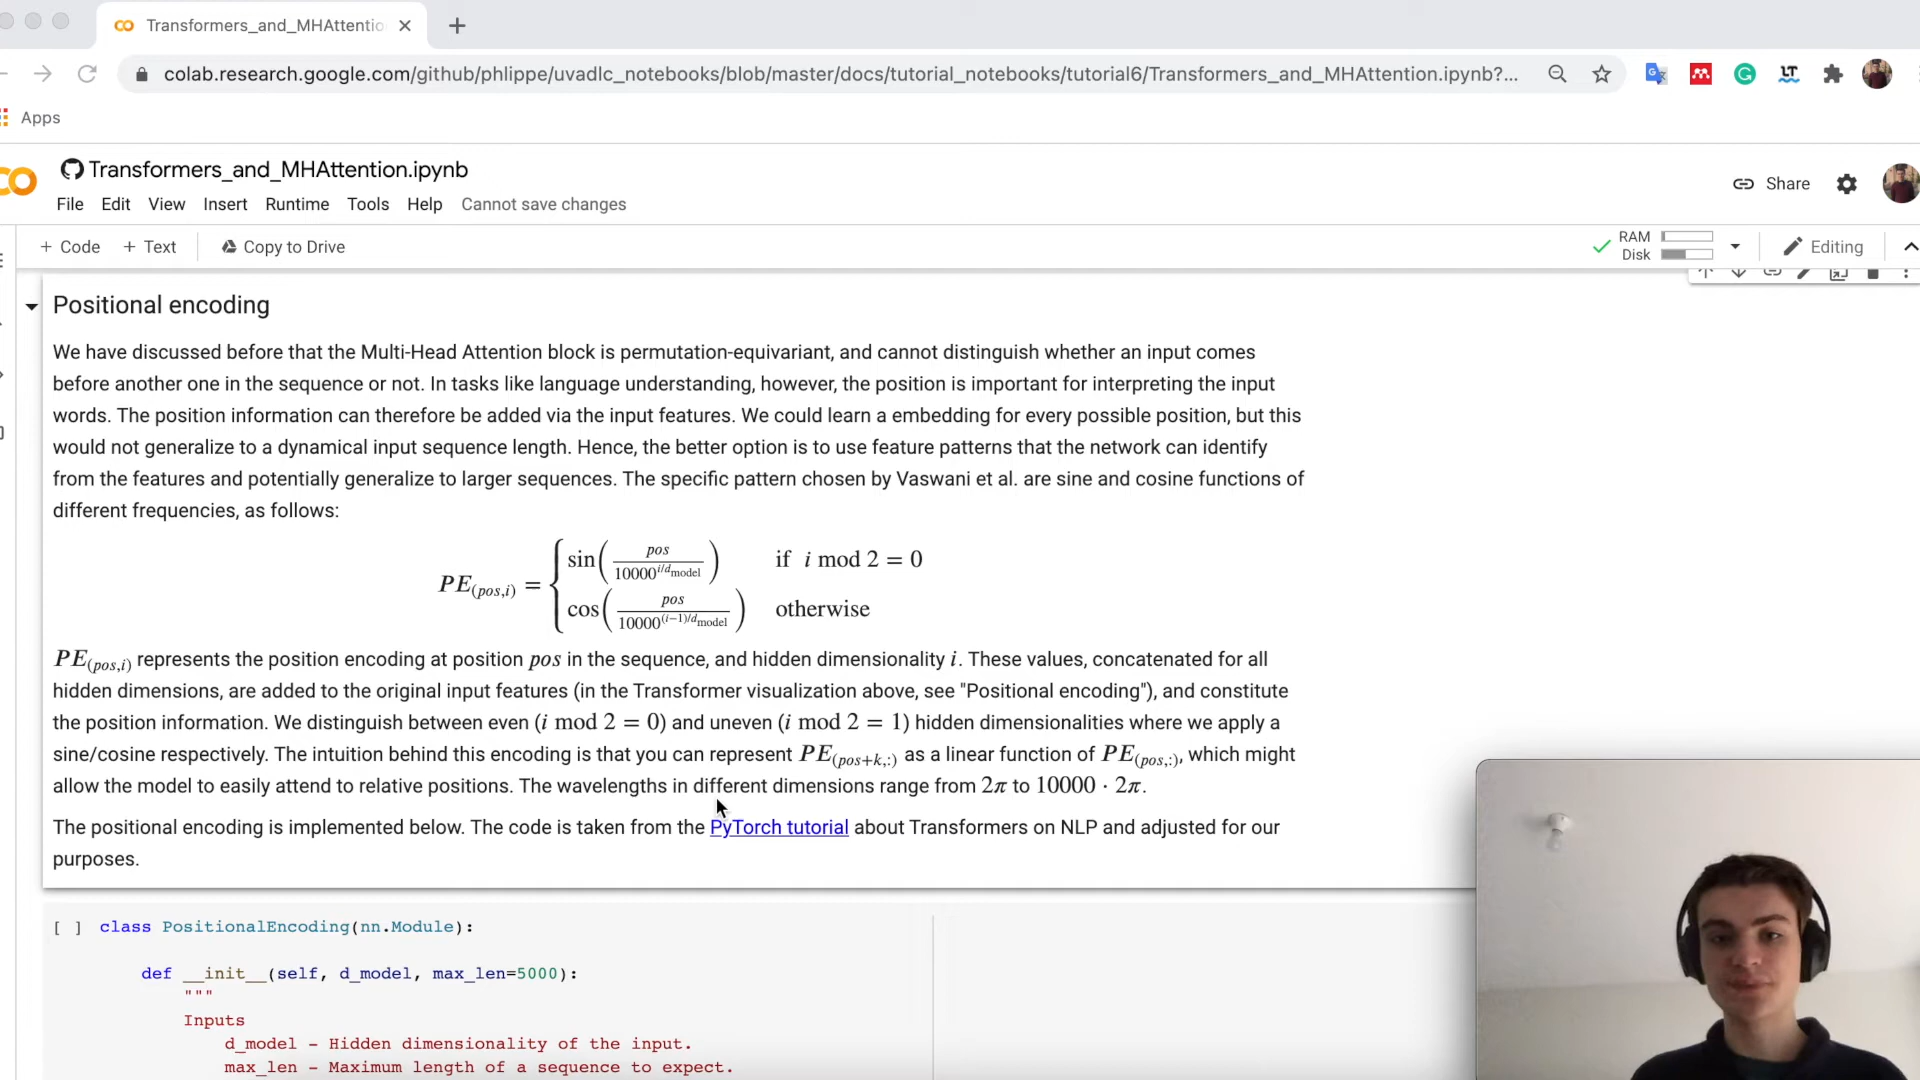 Transformers_and_MHAttentio
colab.research.google.com/github/phlippe/uvadlc_notebooks/blob/master/docs/tutorial_notebooks/tutorial6/Transformers_and_MHAttention.ipynb?...
Apps
Transformers_and_MHAttention.ipynb
File Edit View Insert Runtime Tools Help Cannot save changes
Share
+ Code + Text Copy to Drive
RAM
Disk
Editing
Positional encoding
We have discussed before that the Multi-Head Attention block is permutation-equivariant, and cannot distinguish whether an input comes
before another one in the sequence or not. In tasks like language understanding, however, the position is important for interpreting the input
words. The position information can therefore be added via the input features. We could learn a embedding for every possible position, but this
would not generalize to a dynamical input sequence length. Hence, the better option is to use feature patterns that the network can identify
from the features and potentially generalize to larger sequences. The specific pattern chosen by Vaswani et al. are sine and cosine functions of
different frequencies, as follows:
PE_(pos,i) = { sin(pos / 10000^(i/d_model)) if i mod 2 = 0
cos(pos / 10000^((i−1)/d_model)) otherwise
PE_(pos,i) represents the position encoding at position pos in the sequence, and hidden dimensionality i. These values, concatenated for all
hidden dimensions, are added to the original input features (in the Transformer visualization above, see "Positional encoding"), and constitute
the position information. We distinguish between even (i mod 2 = 0) and uneven (i mod 2 = 1) hidden dimensionalities where we apply a
sine/cosine respectively. The intuition behind this encoding is that you can represent PE_(pos+k,:) as a linear function of PE_(pos,:), which might
allow the model to easily attend to relative positions. The wavelengths in different dimensions range from 2π to 10000 · 2π.
The positional encoding is implemented below. The code is taken from the PyTorch tutorial about Transformers on NLP and adjusted for our
purposes.
[ ] class PositionalEncoding(nn.Module):
def __init__(self, d_model, max_len=5000):
"""
Inputs
d_model - Hidden dimensionality of the input.
max_len - Maximum length of a sequence to expect.